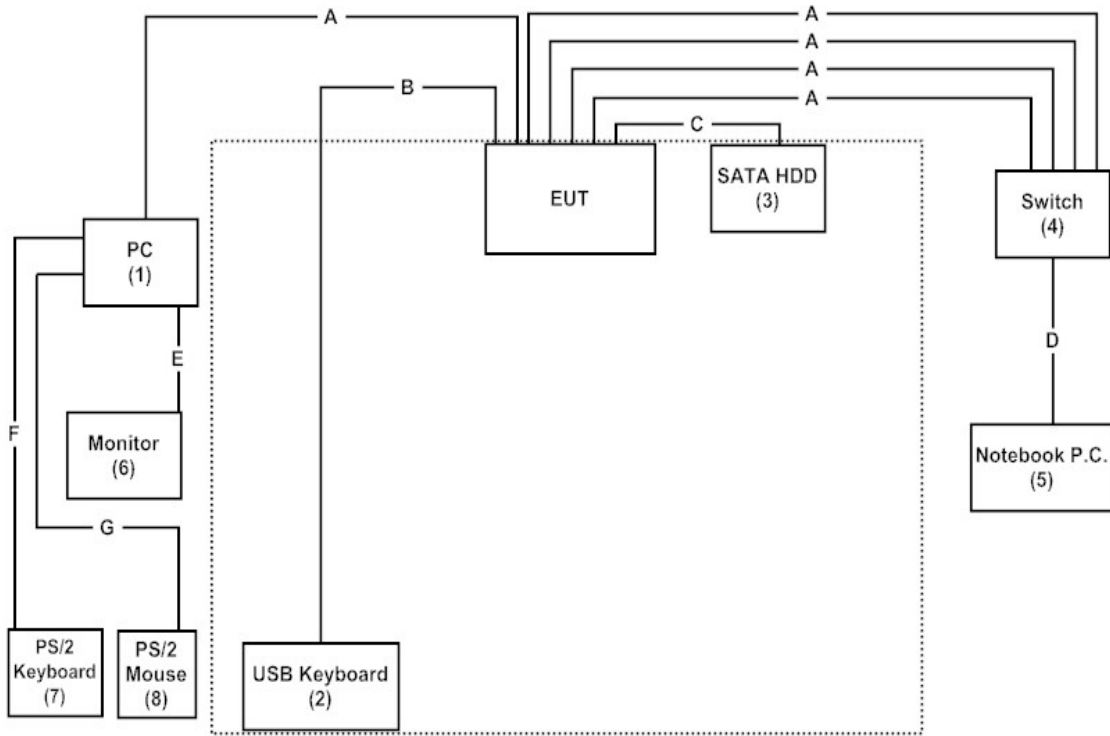 A
A
A
A
A
B
C
EUT
SATA HDD
(3)
Switch
(4)
PC
(1)
D
E
F
Monitor
(6)
Notebook P.C.
(5)
G
PS/2
Keyboard
(7)
PS/2
Mouse
(8)
USB Keyboard
(2)